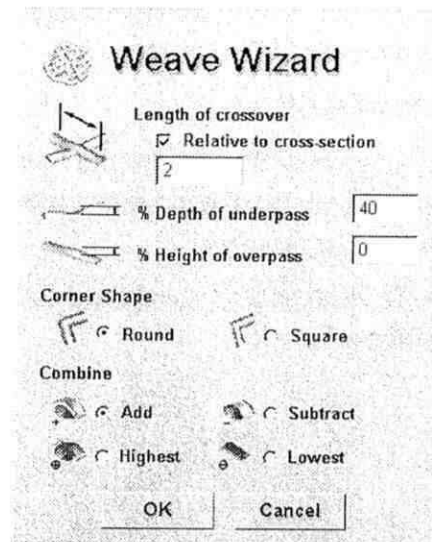 Weave Wizard
Length of crossover
Relative to cross-section
2
% Depth of underpass 40
% Height of overpass 0
Corner Shape
Round Square
Combine
Add Subtract
Highest Lowest
OK Cancel